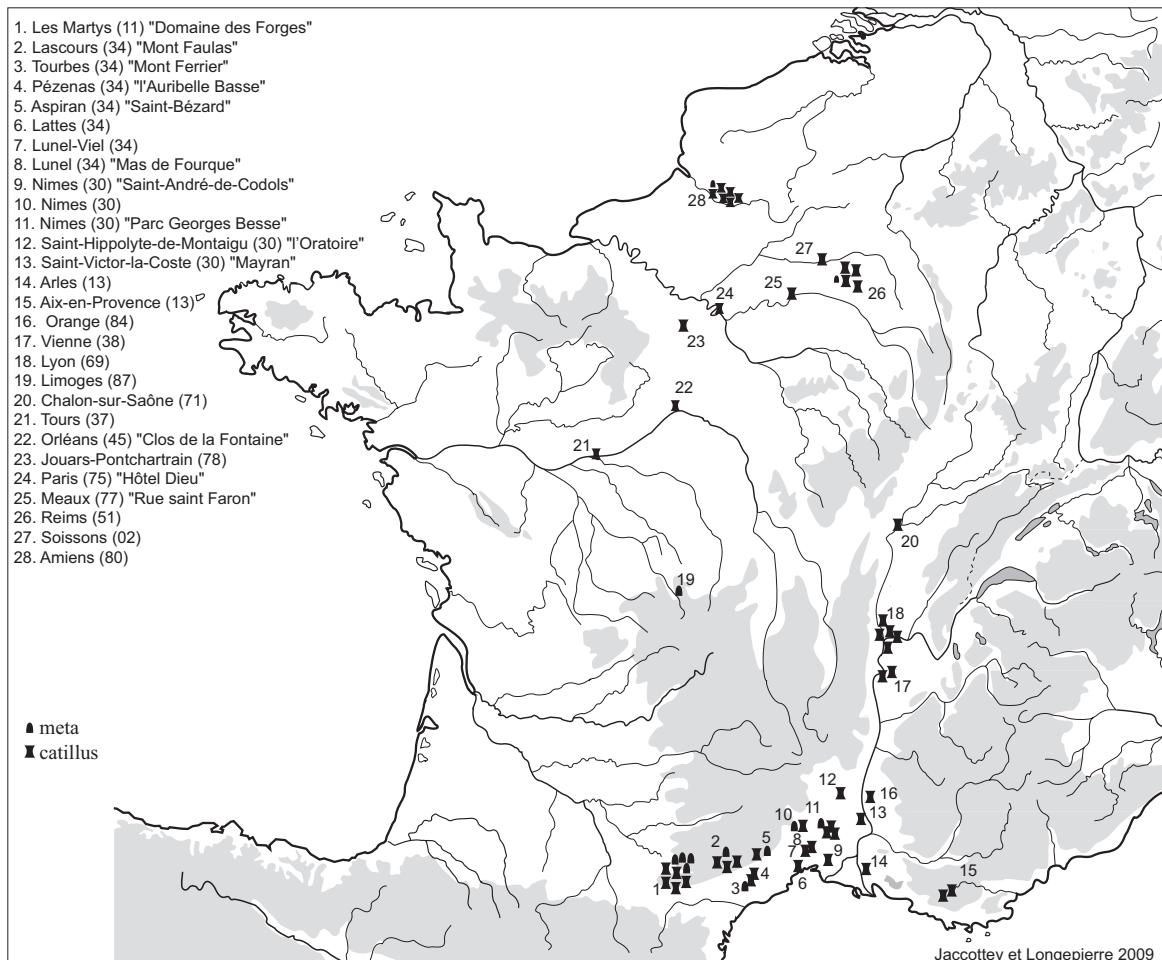 1. Les Martys (11) "Domaine des Forges"
2. Lascours (34) "Mont Faulas"
3. Tourbes (34) "Mont Ferrier"
4. Pézenas (34) "l'Auribelle Basse"
5. Aspiran (34) "Saint-Bézard"
6. Lattes (34)
7. Lunel-Viel (34)
8. Lunel (34) "Mas de Fourque"
9. Nimes (30) "Saint-André-de-Codols"
10. Nimes (30)
11. Nimes (30) "Parc Georges Besse"
12. Saint-Hippolyte-de-Montaigu (30) "l'Oratoire"
13. Saint-Victor-la-Coste (30) "Mayran"
14. Arles (13)
15. Aix-en-Provence (13)
16. Orange (84)
17. Vienne (38)
18. Lyon (69)
19. Limoges (87)
20. Chalon-sur-Saône (71)
21. Tours (37)
22. Orléans (45) "Clos de la Fontaine"
23. Jouars-Pontchartrain (78)
24. Paris (75) "Hôtel Dieu"
25. Meaux (77) "Rue saint Faron"
26. Reims (51)
27. Soissons (02)
28. Amiens (80)
meta
catillus
28
27
26
25
24
23
22
21
20
19
18
17
12
16
13
11
10
8
7
9
14
15
6
5
2
4
3
1
Jaccottey et Longepierre 2009